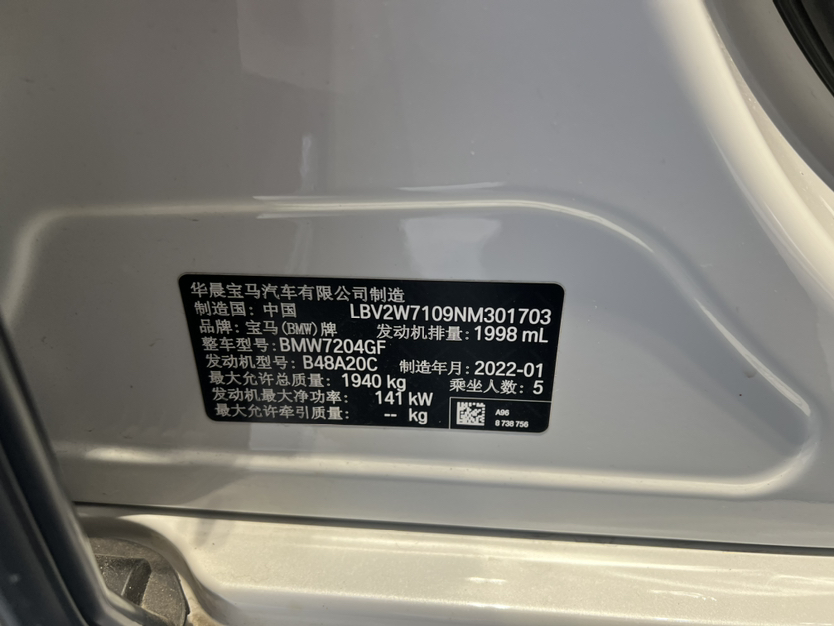 华晨宝马汽车有限公司制造
制造国: 中国 LBV2W7109NM301703
品牌: 宝马(BMW)牌 发动机排量: 1998 mL
整车型号: BMW7204GF
发动机型号: B48A20C 制造年月: 2022-01
最大允许总质量: 1940 kg 乘坐人数: 5
发动机最大净功率: 141 kW
最大允许牵引质量: -- kg
A96
8 738 756